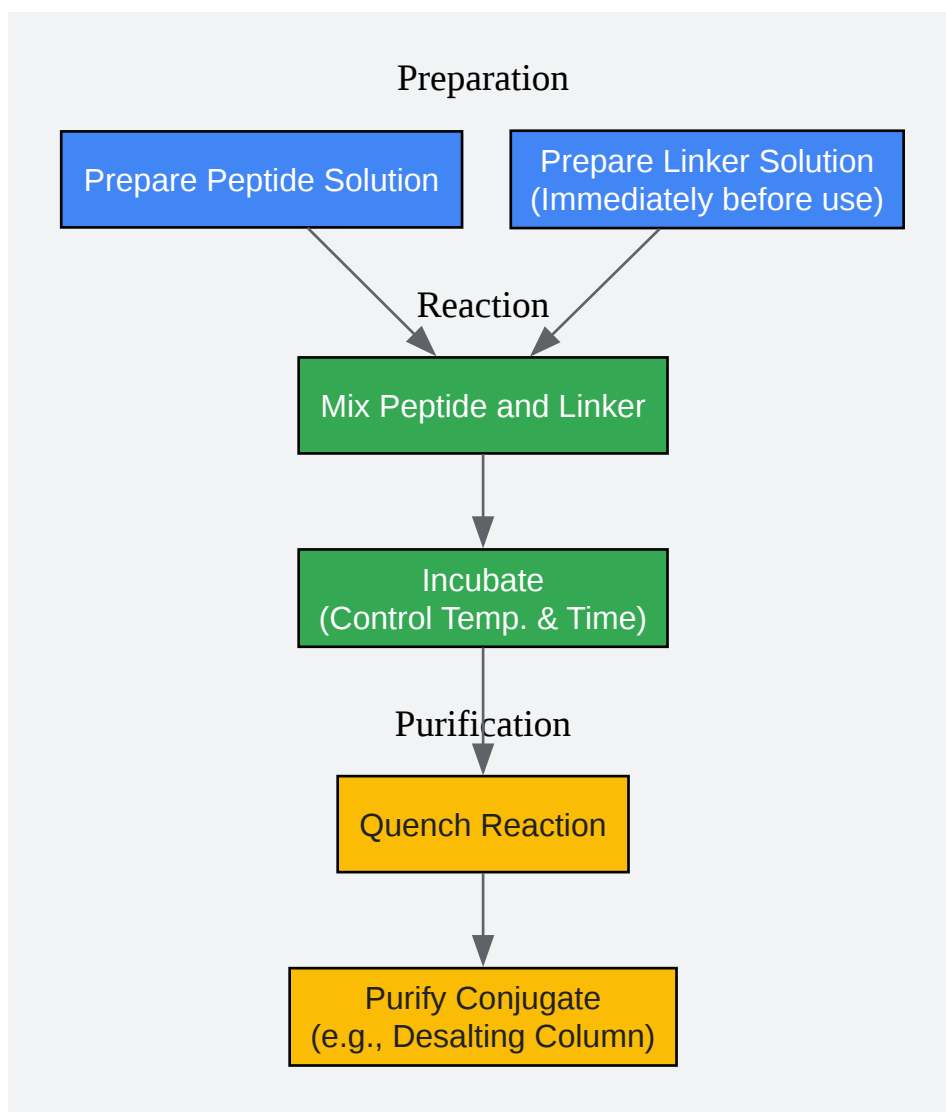 Preparation
Prepare Peptide Solution
Prepare Linker Solution
(Immediately before use)
Reaction
Mix Peptide and Linker
Incubate
(Control Temp. & Time)
Purification
Quench Reaction
Purify Conjugate
(e.g., Desalting Column)